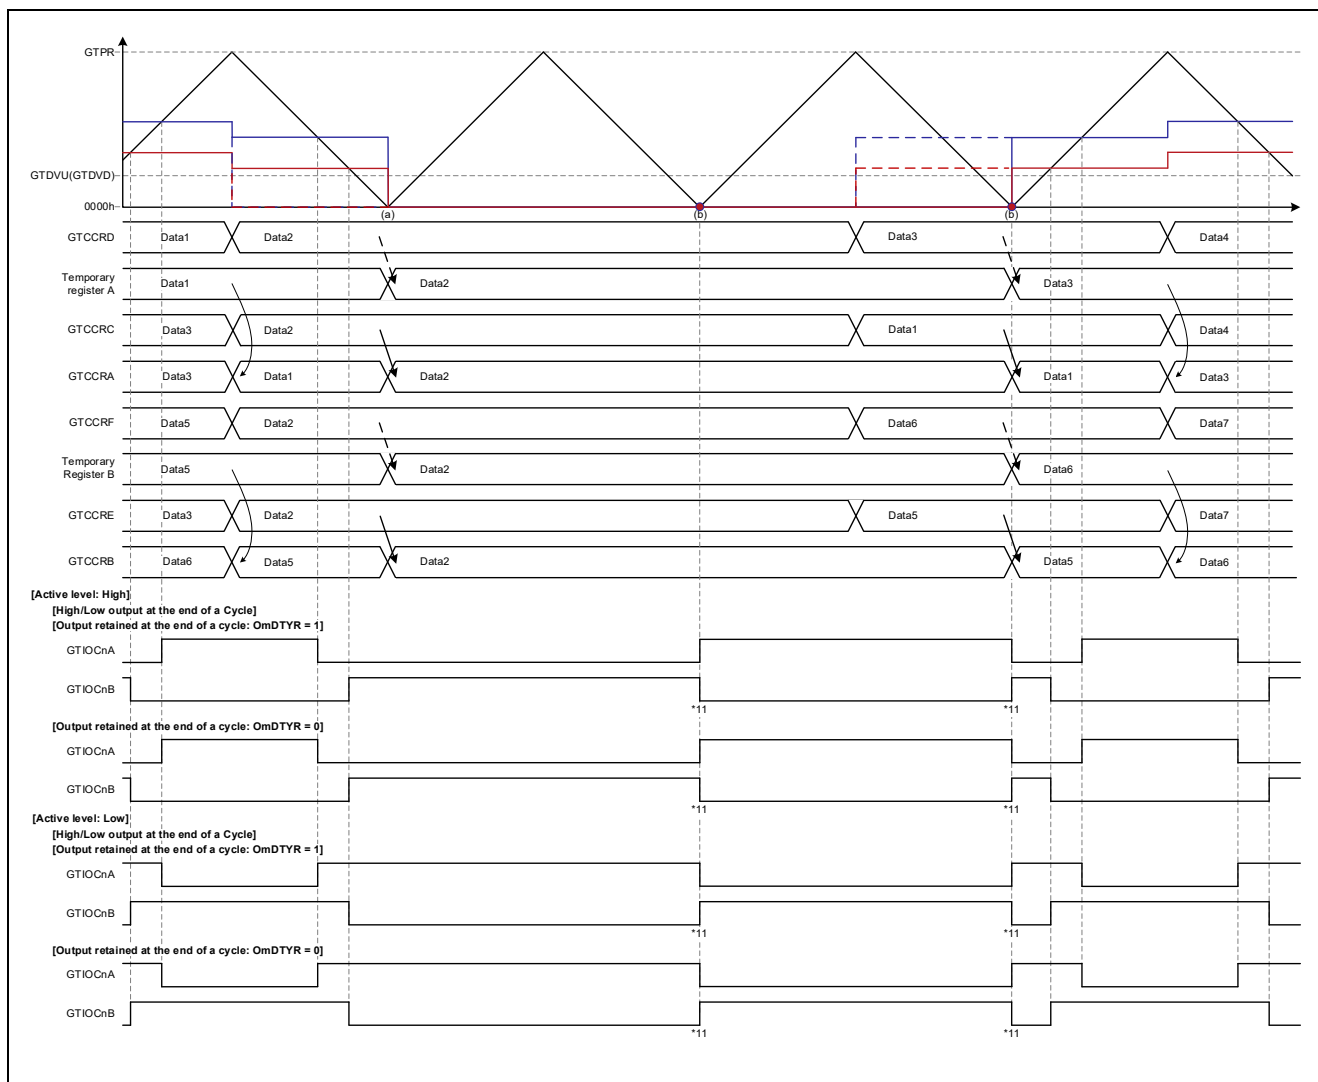 GTPR
GTDVU(GTDVD)
0000h
(a) (b) (b)
GTCCRD Data1 Data2 Data3 Data4
Temporary
register A
Data1 Data2 Data3
GTCCRC Data3 Data2 Data1 Data4
GTCCRA Data3 Data1 Data2 Data1 Data3
GTCCRF Data5 Data2 Data6 Data7
Temporary
Register B
Data5 Data2 Data6
GTCCRE Data3 Data2 Data5 Data7
GTCCRB Data6 Data5 Data2 Data5 Data6
[Active level: High]
[High/Low output at the end of a Cycle]
[Output retained at the end of a cycle: OmDTYR = 1]
GTIOCnA
GTIOCnB
*11 *11
[Output retained at the end of a cycle: OmDTYR = 0]
GTIOCnA
GTIOCnB
*11 *11
[Active level: Low]
[High/Low output at the end of a Cycle]
[Output retained at the end of a cycle: OmDTYR = 1]
GTIOCnA
GTIOCnB
*11 *11
[Output retained at the end of a cycle: OmDTYR = 0]
GTIOCnA
GTIOCnB
*11 *11